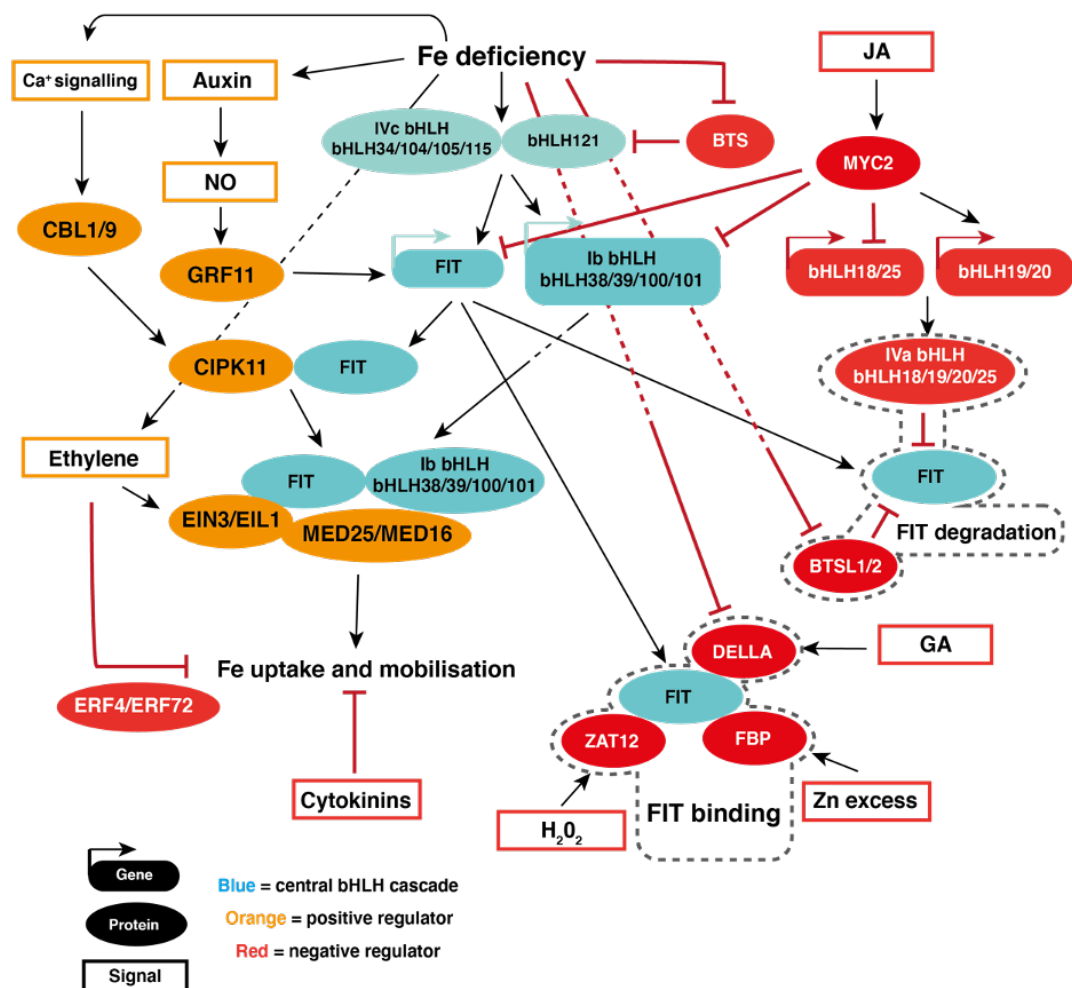 Fe deficiency
JA
Ca⁺ signalling
Auxin
IVc bHLH
bHLH34/104/105/115
bHLH121
BTS
MYC2
NO
CBL1/9
GRF11
FIT
Ib bHLH
bHLH38/39/100/101
bHLH18/25
bHLH19/20
CIPK11
FIT
IVa bHLH
bHLH18/19/20/25
Ethylene
FIT
Ib bHLH
bHLH38/39/100/101
FIT
EIN3/EIL1
MED25/MED16
FIT degradation
BTSL1/2
DELLA
GA
Fe uptake and mobilisation
ERF4/ERF72
FIT
ZAT12
FBP
Cytokinins
H₂0₂
FIT binding
Zn excess
Gene
Protein
Signal
Blue = central bHLH cascade
Orange = positive regulator
Red = negative regulator